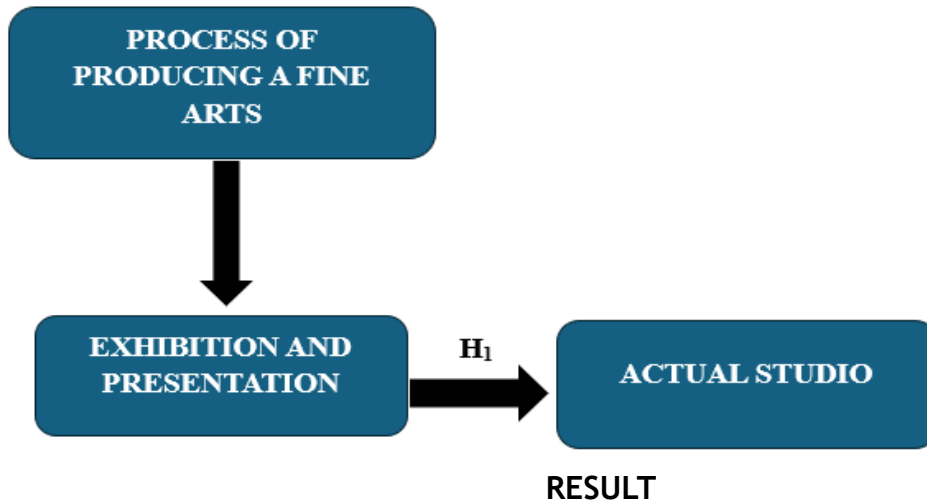 PROCESS OF
PRODUCING A FINE
ARTS
EXHIBITION AND
PRESENTATION
H₁
ACTUAL STUDIO
RESULT